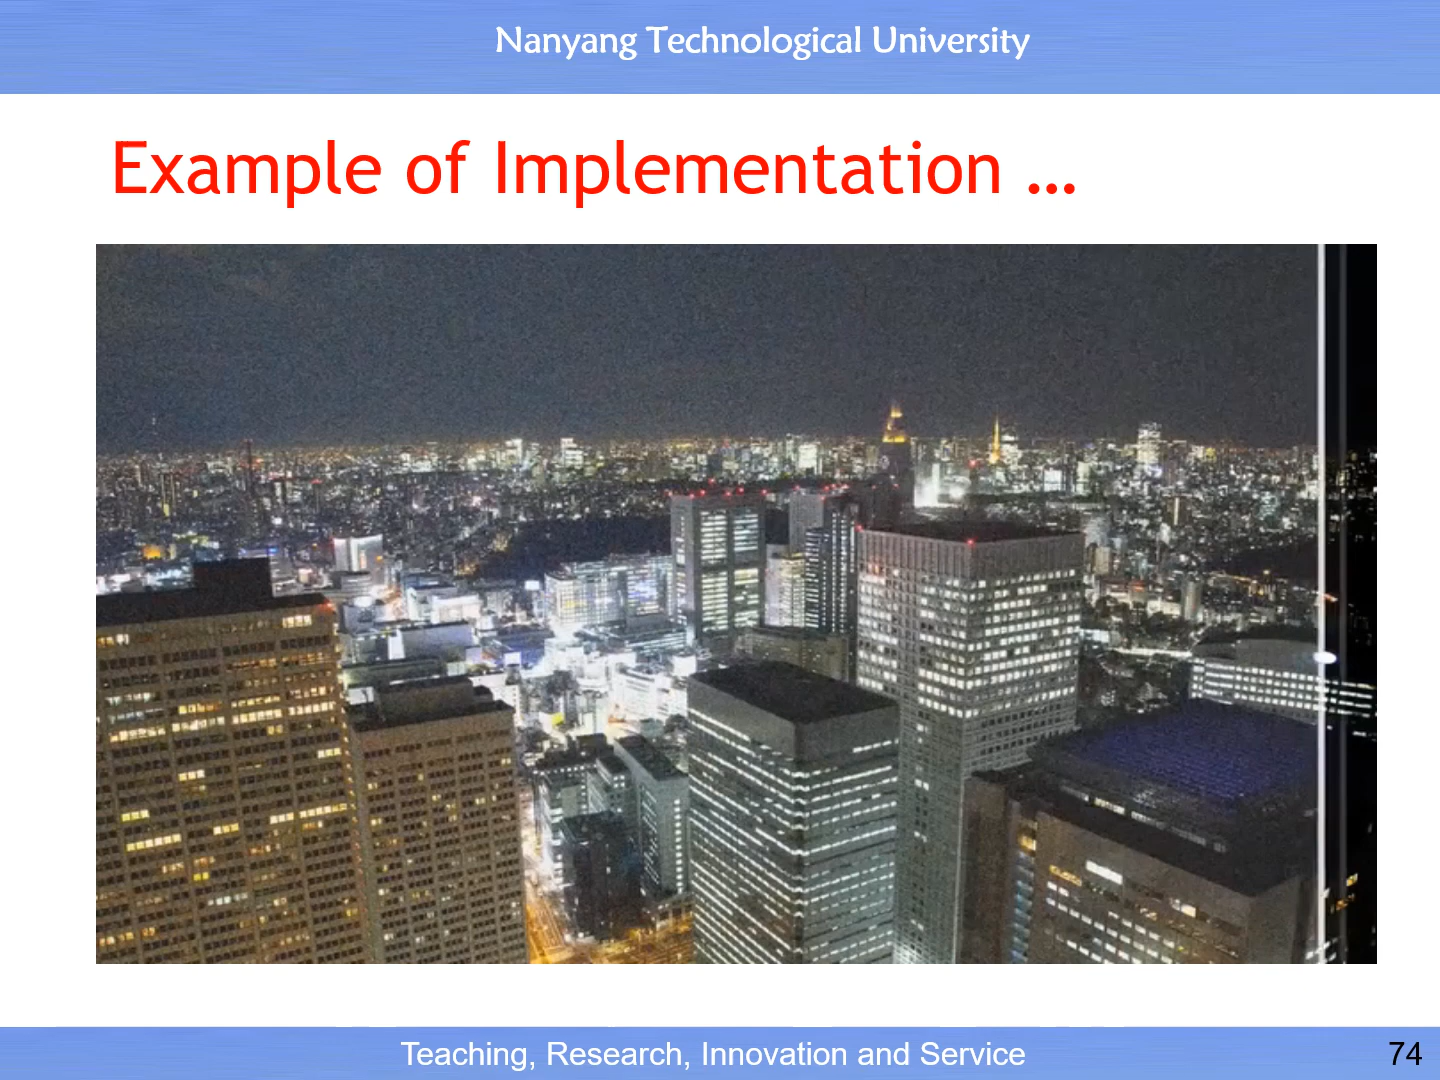 Nanyang Technological University
Example of Implementation …
Teaching, Research, Innovation and Service
74